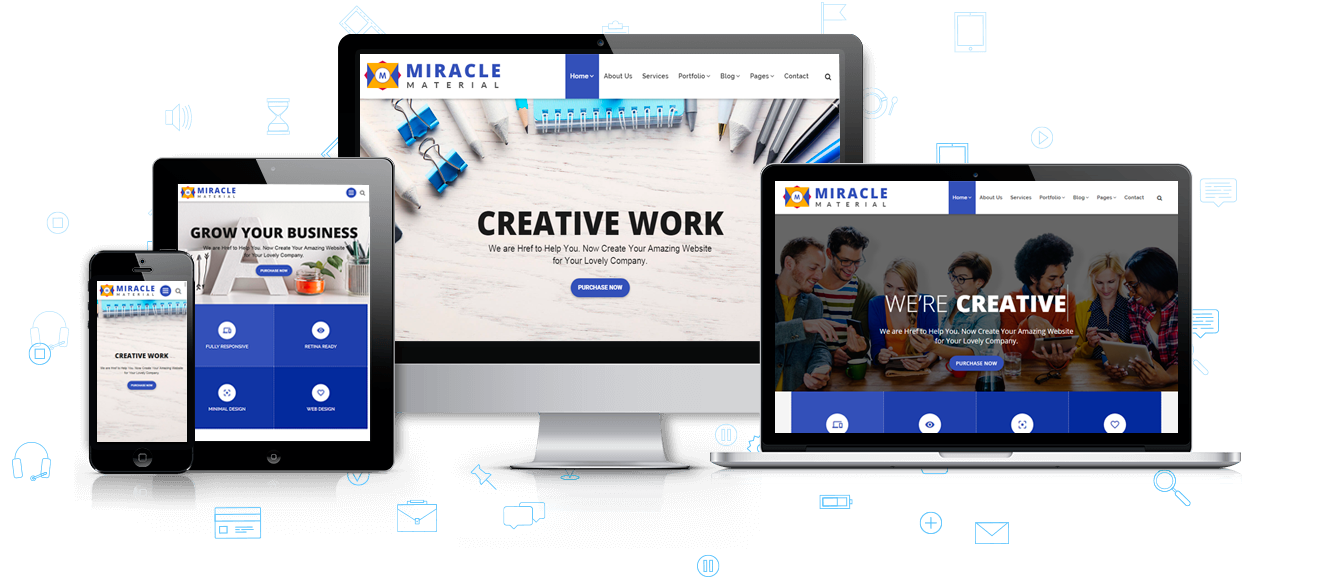 M
MIRACLE
MATERIAL
Home
About Us
Services
Portfolio
Blog
Pages
Contact
CREATIVE WORK
We are Href to Help You. Now Create Your Amazing Website
for Your Lovely Company.
PURCHASE NOW
MIRACLE
MATERIAL
GROW YOUR BUSINESS
We are Href to Help You. Now Create Your Amazing Website
for Your Lovely Company.
PURCHASE NOW
A
FULLY RESPONSIVE
RETINA READY
MINIMAL DESIGN
WEB DESIGN
MIRACLE
MATERIAL
CREATIVE WORK
We are Href to Help You. Now Create Your Amazing Website
for Your Lovely Company.
PURCHASE NOW
M
MIRACLE
MATERIAL
Home
About Us
Services
Portfolio
Blog
Pages
Contact
WE'RE CREATIVE
We are Href to Help You. Now Create Your Amazing Website
for Your Lovely Company.
PURCHASE NOW